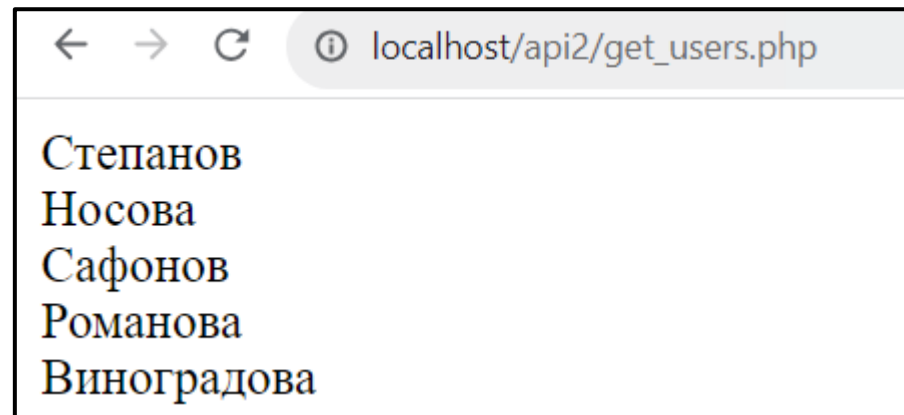 localhost/api2/get_users.php
Степанов
Носова
Сафонов
Романова
Виноградова